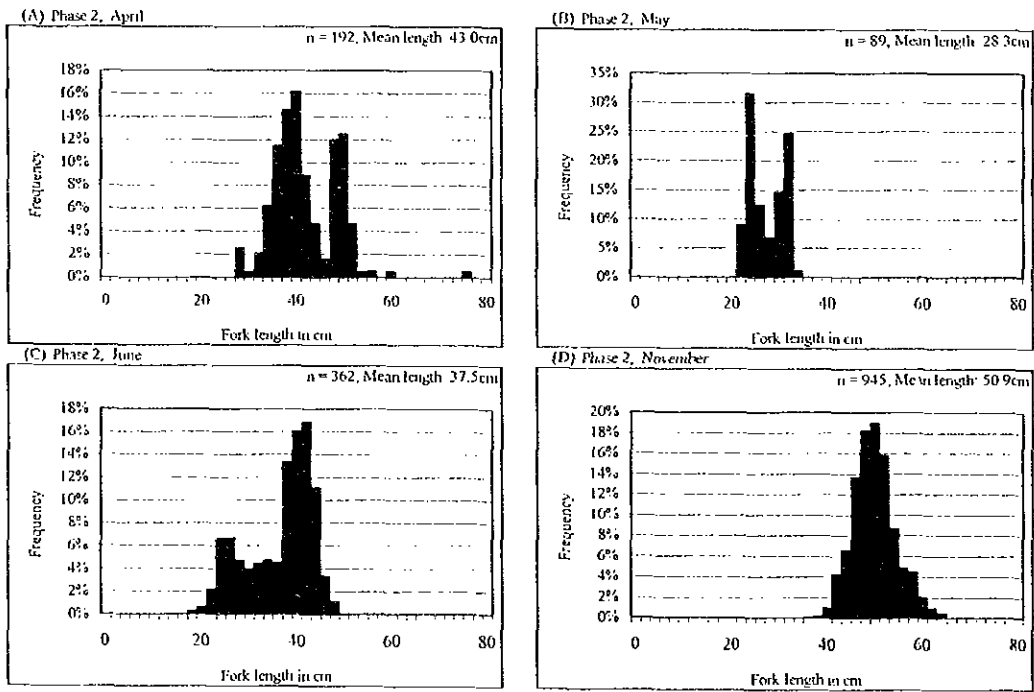 (A) Phase 2, April
n = 192, Mean length 43.0cm
18%
16%
14%
12%
10%
8%
6%
4%
2%
0%
Frequency
0 20 40 60 80
Fork length in cm
(B) Phase 2, May
n = 89, Mean length 28.3cm
35%
30%
25%
20%
15%
10%
5%
0%
Frequency
0 20 40 60 80
Fork length in cm
(C) Phase 2, June
n = 362, Mean length 37.5cm
18%
16%
14%
12%
10%
8%
6%
4%
2%
0%
Frequency
0 20 40 60 80
Fork length in cm
(D) Phase 2, November
n = 945, Mean length 50.9cm
20%
18%
16%
14%
12%
10%
8%
6%
4%
2%
0%
Frequency
0 20 40 60 80
Fork length in cm